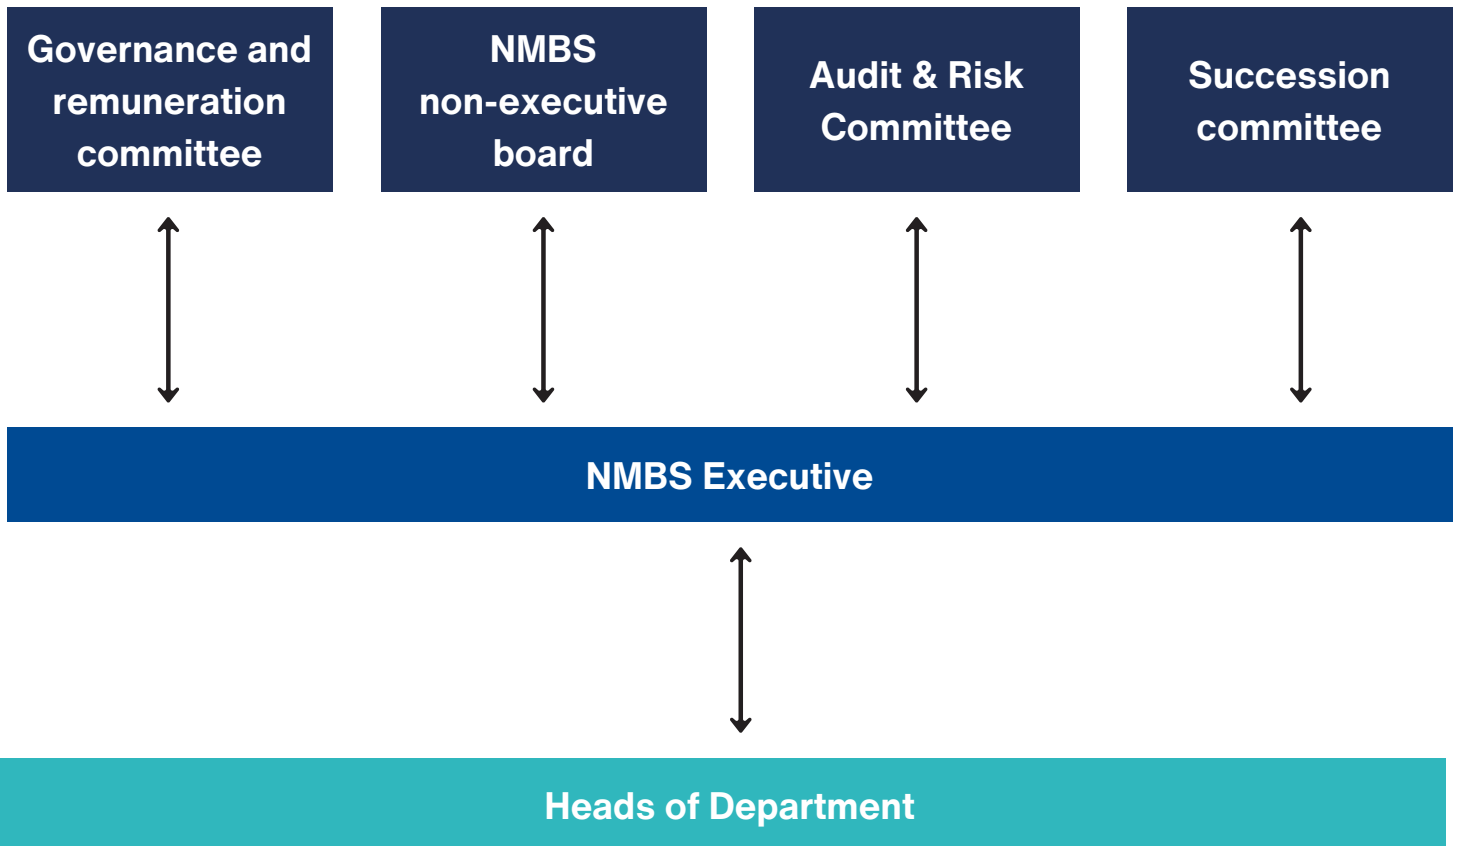 Governance and
remuneration
committee
NMBS
non-executive
board
Audit & Risk
Committee
Succession
committee
NMBS Executive
Heads of Department